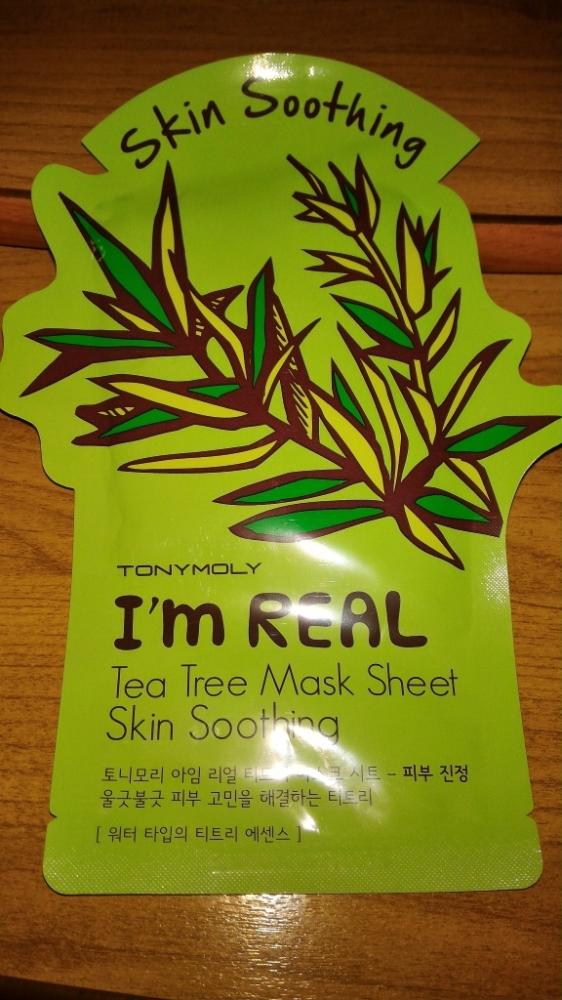 Skin Soothing
TONYMOLY
I'm REAL
Tea Tree Mask Sheet
Skin Soothing
토니모리 아임 리얼 시트 – 피부 진정
울긋불긋 피부 고민을 해결하는 티트리
[ 워터 타입의 티트리 에센스 ]